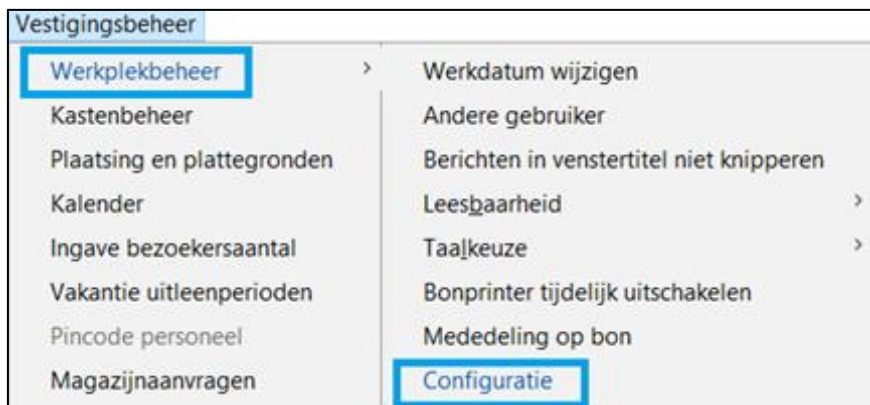 Vestigingsbeheer
Werkplekbeheer >
Kastenbeheer
Plaatsing en plattegronden
Kalender
Ingave bezoekersaantal
Vakantie uitleenperioden
Pincode personeel
Magazijnaanvragen
Werkdatum wijzigen
Andere gebruiker
Berichten in venstertitel niet knipperen
Leesbaarheid >
Taalkeuze >
Bonprinter tijdelijk uitschakelen
Mededeling op bon
Configuratie